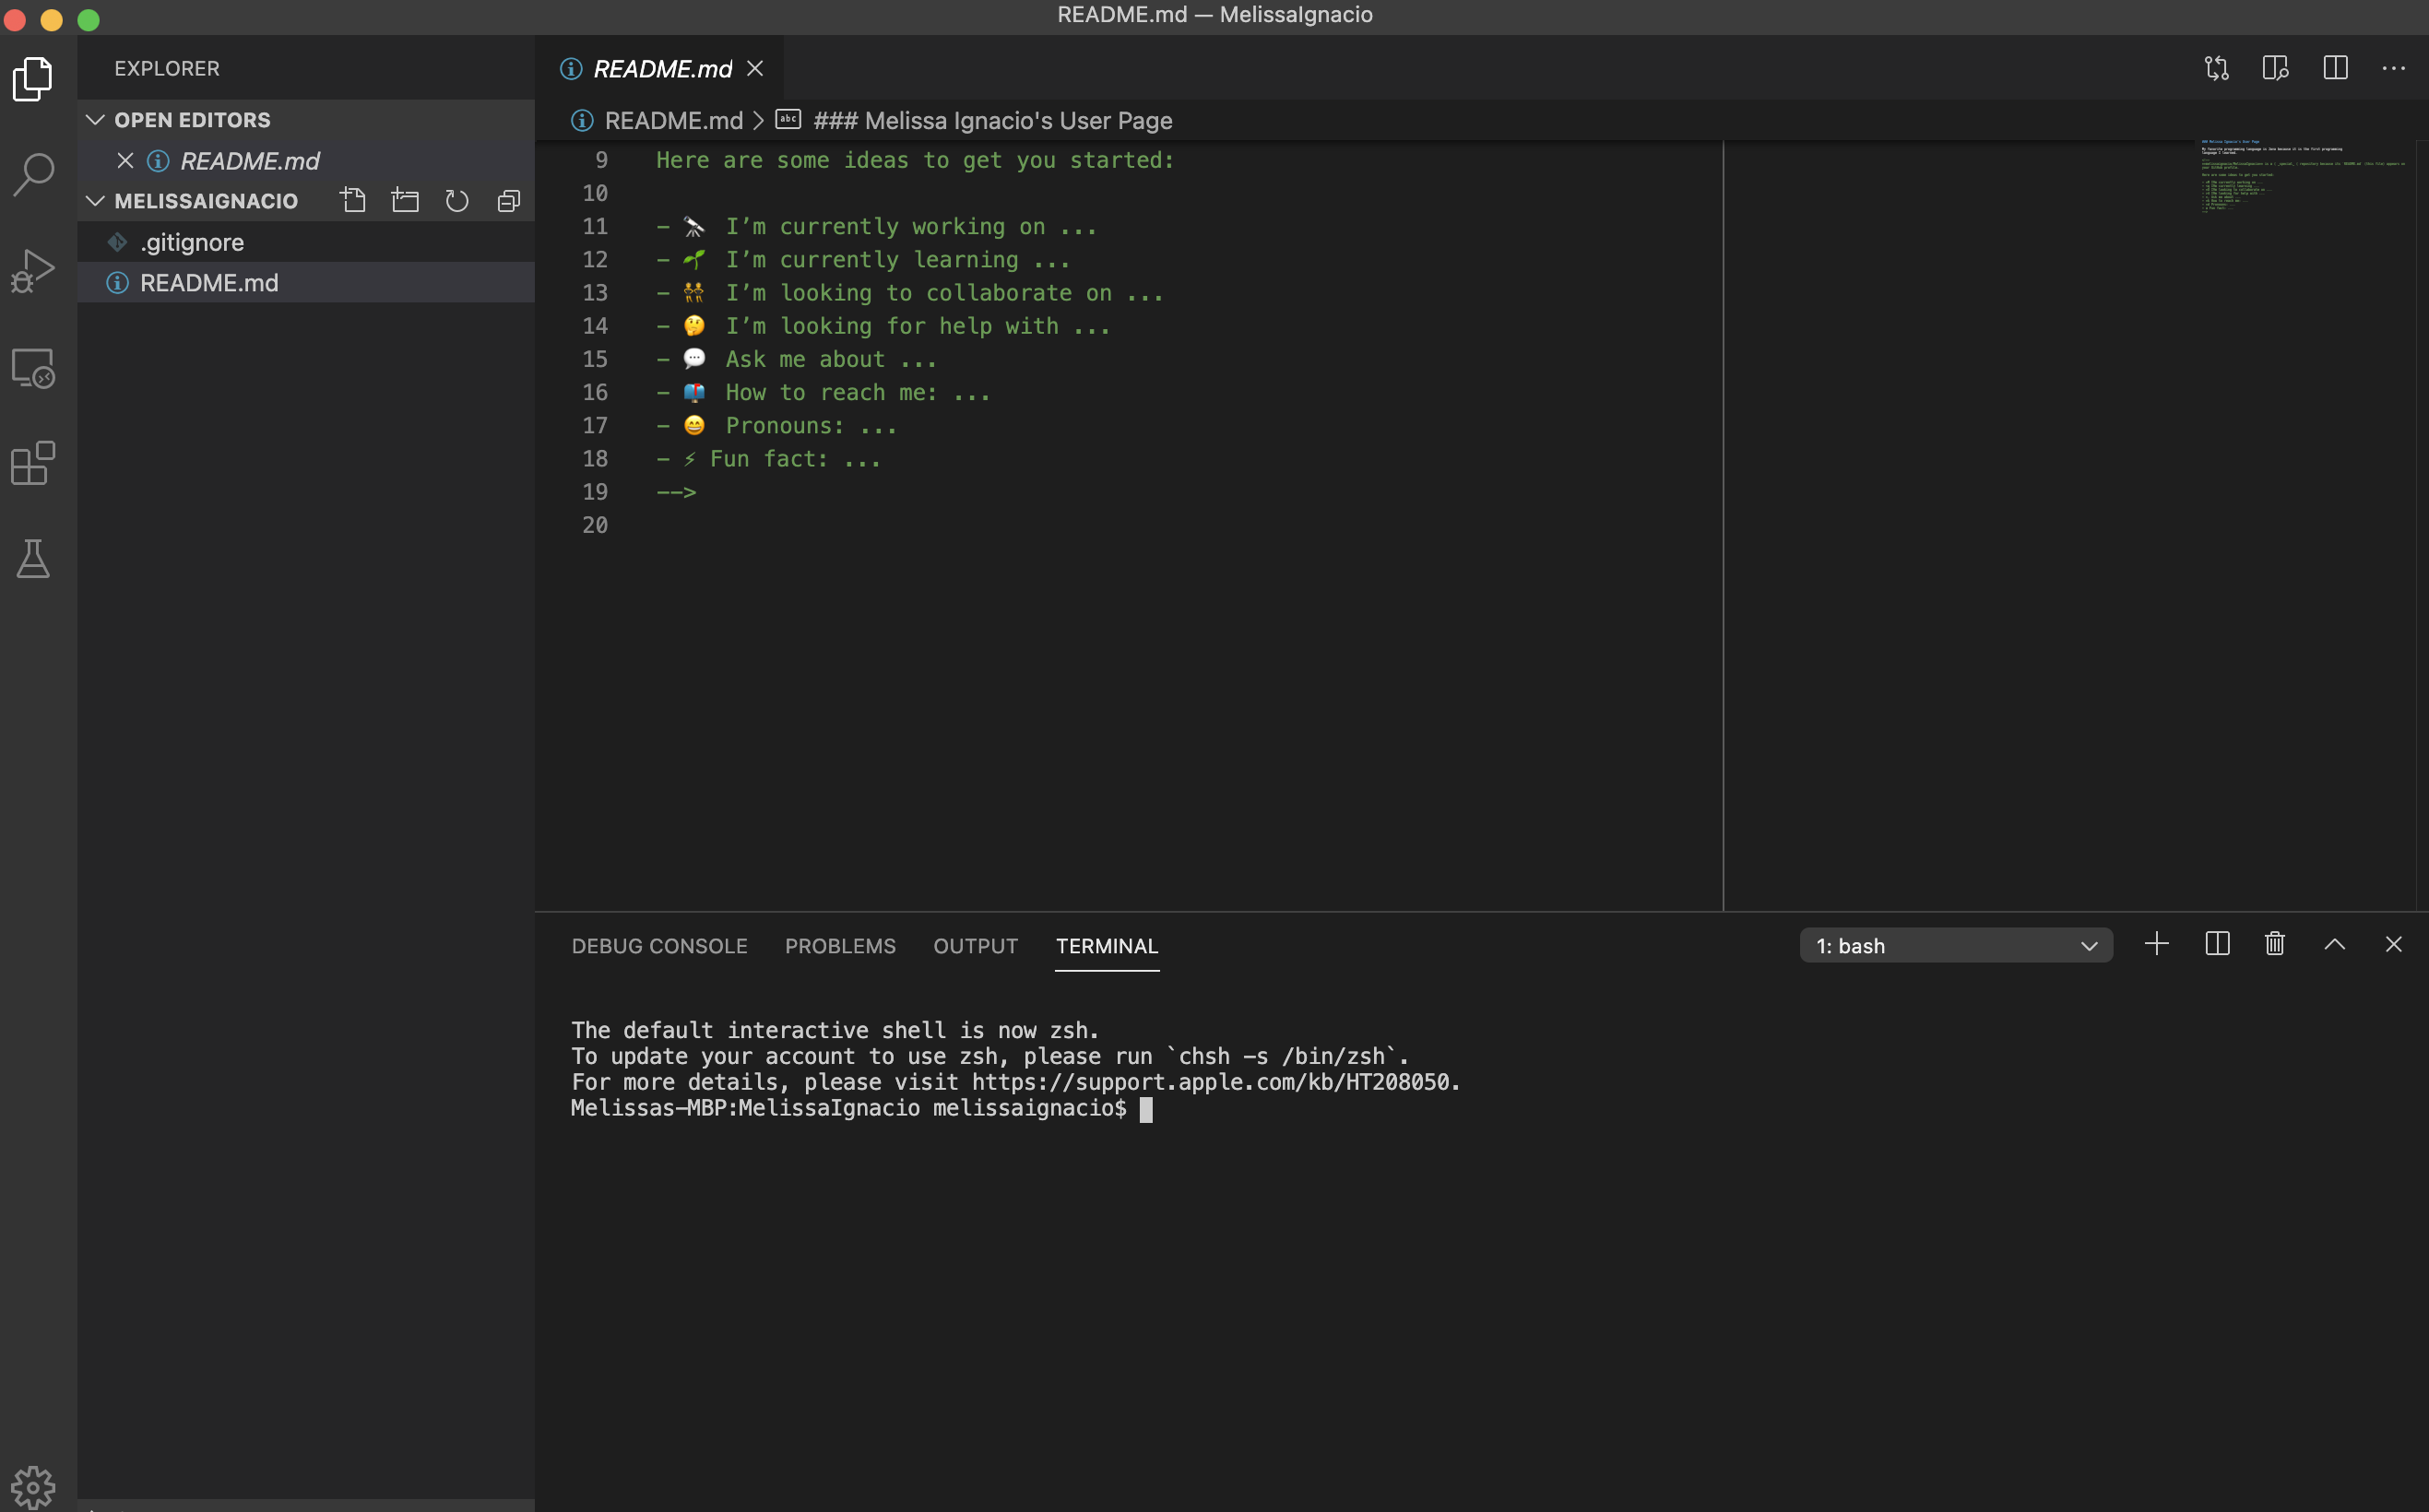 README.md — MelissaIgnacio
EXPLORER
OPEN EDITORS
README.md
MELISSAIGNACIO
.gitignore
README.md
README.md
README.md > ### Melissa Ignacio's User Page
9 Here are some ideas to get you started:
10
11 - 🔭 I’m currently working on ...
12 - 🌱 I’m currently learning ...
13 - 👯 I’m looking to collaborate on ...
14 - 🤔 I’m looking for help with ...
15 - 💬 Ask me about ...
16 - 📫 How to reach me: ...
17 - 😄 Pronouns: ...
18 - ⚡ Fun fact: ...
19 -->
20
DEBUG CONSOLE PROBLEMS OUTPUT TERMINAL 1: bash
The default interactive shell is now zsh.
To update your account to use zsh, please run `chsh -s /bin/zsh`.
For more details, please visit https://support.apple.com/kb/HT208050.
Melissas-MBP:MelissaIgnacio melissaignacio$